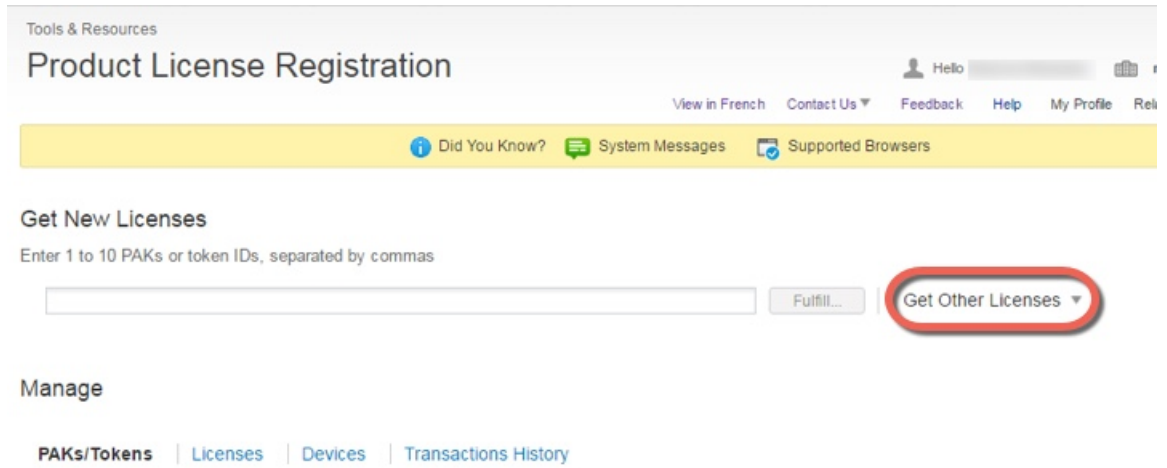 Tools & Resources
Product License Registration
Hello
View in French Contact Us Feedback Help My Profile
Did You Know? System Messages Supported Browsers
Get New Licenses
Enter 1 to 10 PAKs or token IDs, separated by commas
Fulfill... Get Other Licenses
Manage
PAKs/Tokens Licenses Devices Transactions History